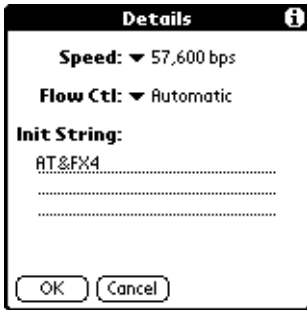 Details
Speed: 57,600 bps
Flow Ctl: Automatic
Init String:
AT&FX4
OK Cancel